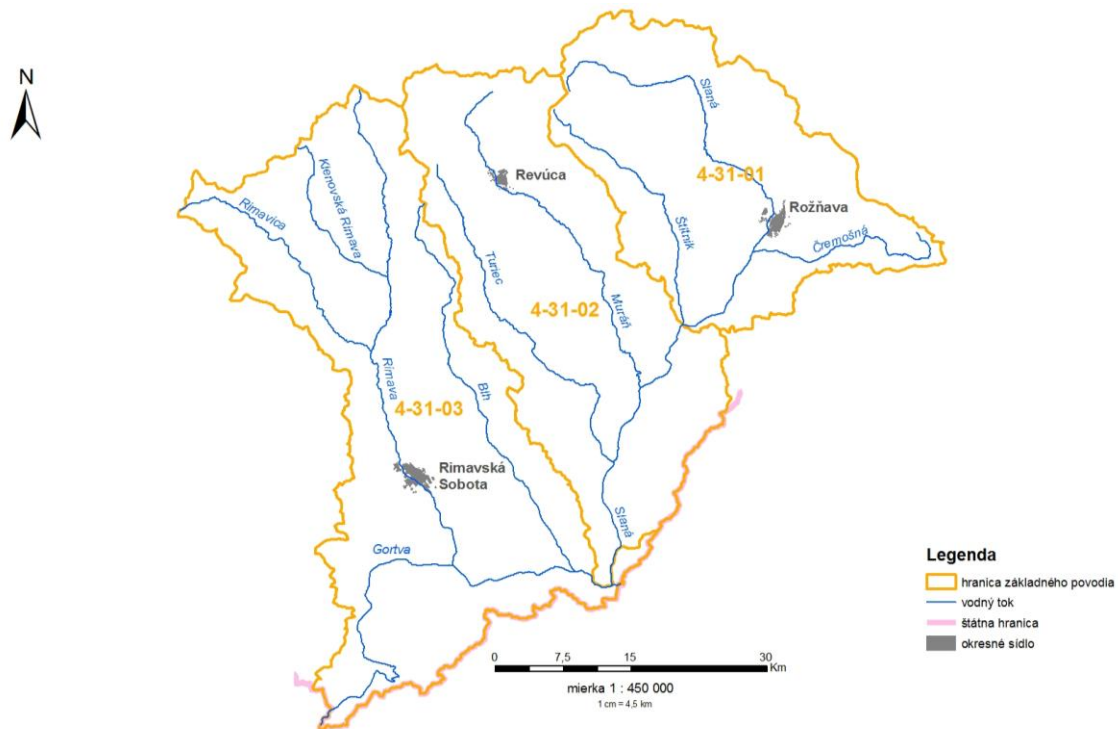 N
Slaná
Revúca
4-31-01
Rožňava
Klenovská Rimava
Rimavica
Štítnik
Čremošná
Turiec
4-31-02
Muráň
Rimava
Blh
4-31-03
Rimavská
Sobota
Slaná
Gortva
Legenda
hranica základného povodia
vodný tok
štátna hranica
okresné sídlo
0 7,5 15 30
Km
mierka 1 : 450 000
1 cm = 4,5 km